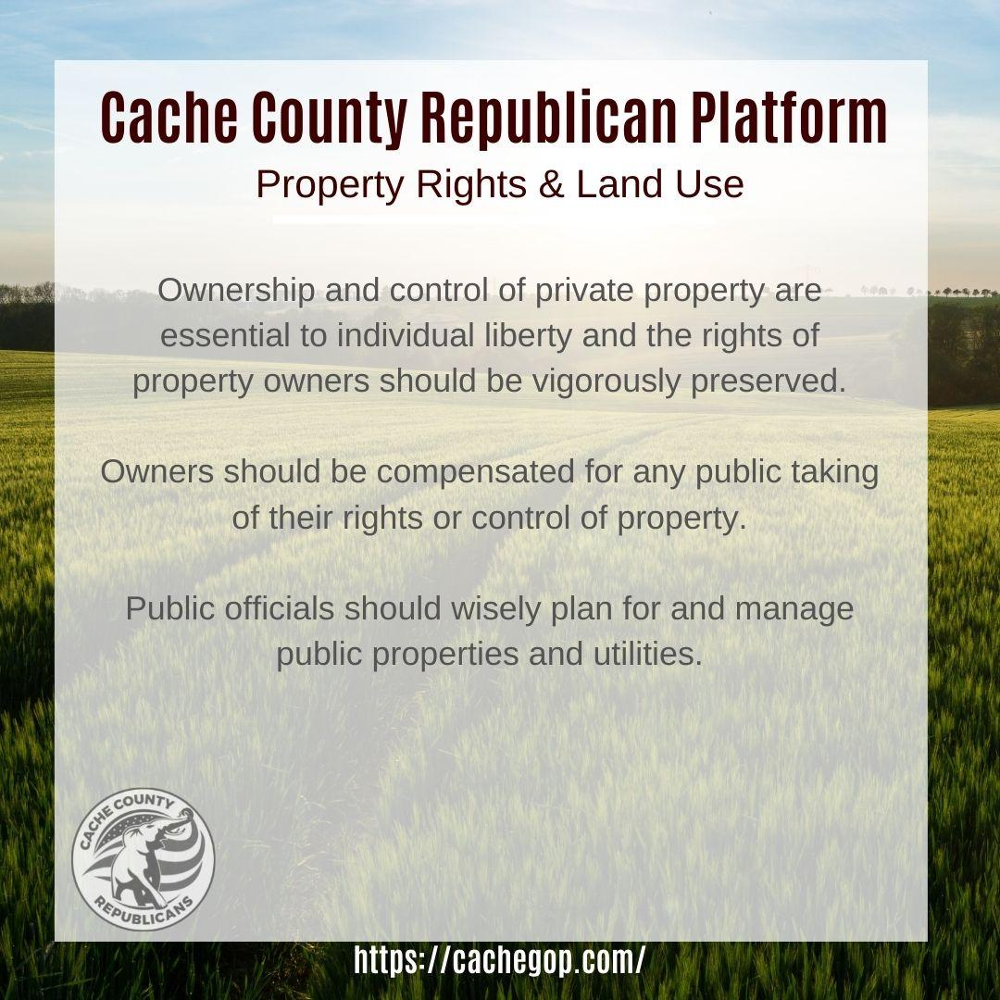 Cache County Republican Platform
Property Rights & Land Use
Ownership and control of private property are
essential to individual liberty and the rights of
property owners should be vigorously preserved.
Owners should be compensated for any public taking
of their rights or control of property.
Public officials should wisely plan for and manage
public properties and utilities.
CACHE COUNTY
REPUBLICANS
https://cachegop.com/